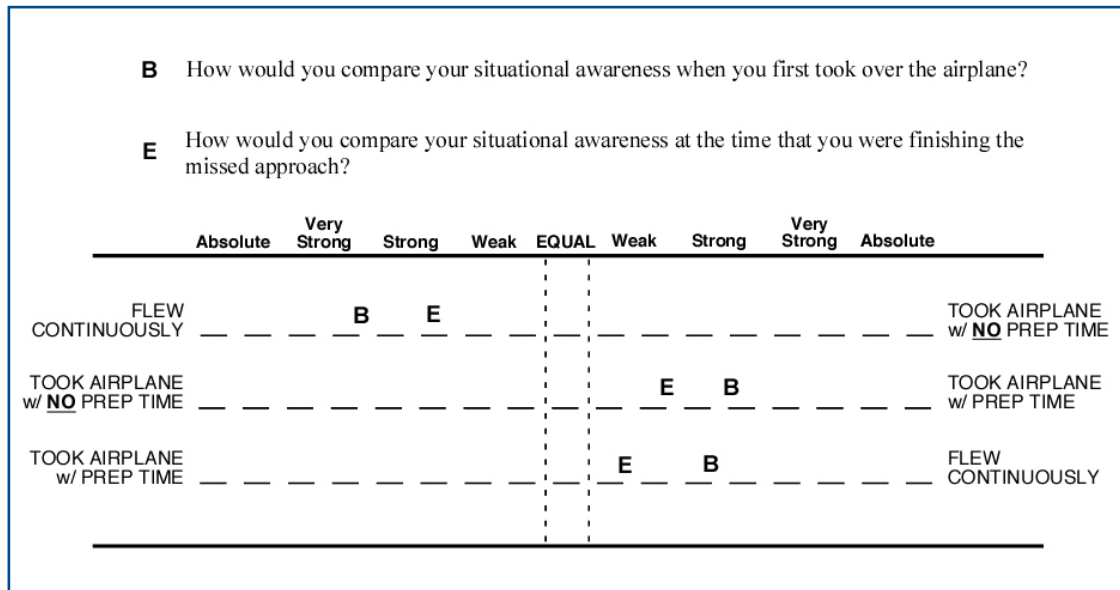 B How would you compare your situational awareness when you first took over the airplane?
E How would you compare your situational awareness at the time that you were finishing the
missed approach?
Absolute Very Strong Strong Weak EQUAL Weak Strong Very Strong Absolute
FLEW CONTINUOUSLY B E TOOK AIRPLANE w/ NO PREP TIME
TOOK AIRPLANE w/ NO PREP TIME E B TOOK AIRPLANE w/ PREP TIME
TOOK AIRPLANE w/ PREP TIME E B FLEW CONTINUOUSLY